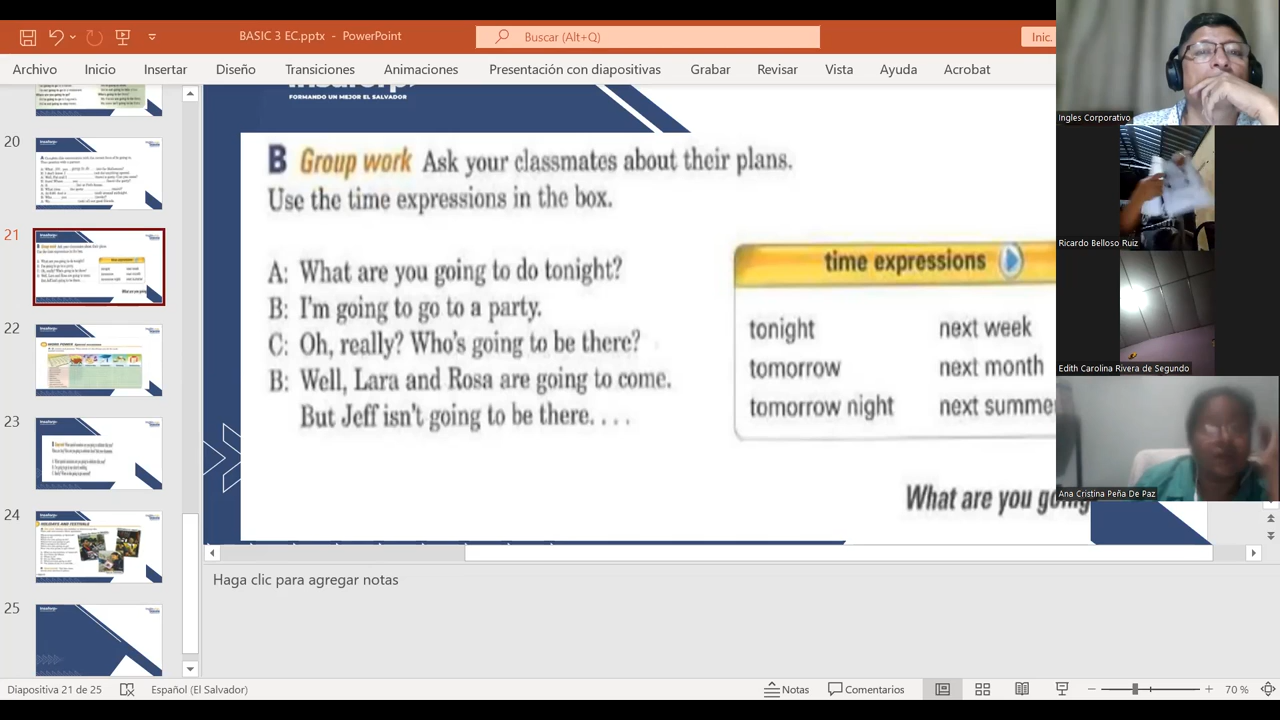 BASIC 3 EC.pptx - PowerPoint
Buscar (Alt+Q)
Inic.
Archivo Inicio Insertar Diseño Transiciones Animaciones Presentación con diapositivas Grabar Revisar Vista Ayuda Acrobat
FORMANDO UN MEJOR EL SALVADOR
B Group work Ask your classmates about their plans.
Use the time expressions in the box.
A: What are you going to do tonight?
B: I'm going to go to a party.
C: Oh, really? Who's going to be there?
B: Well, Lara and Rosa are going to come.
But Jeff isn't going to be there. . . .
time expressions
tonight next week
tomorrow next month
tomorrow night next summe
What are you going
20
21
22
23
24
HOLIDAYS AND FESTIVALS
25
Ingles Corporativo
Ricardo Belloso Ruiz
Edith Carolina Rivera de Segundo
Ana Cristina Peña De Paz
Haga clic para agregar notas
Diapositiva 21 de 25 Español (El Salvador) Notas Comentarios 70 %